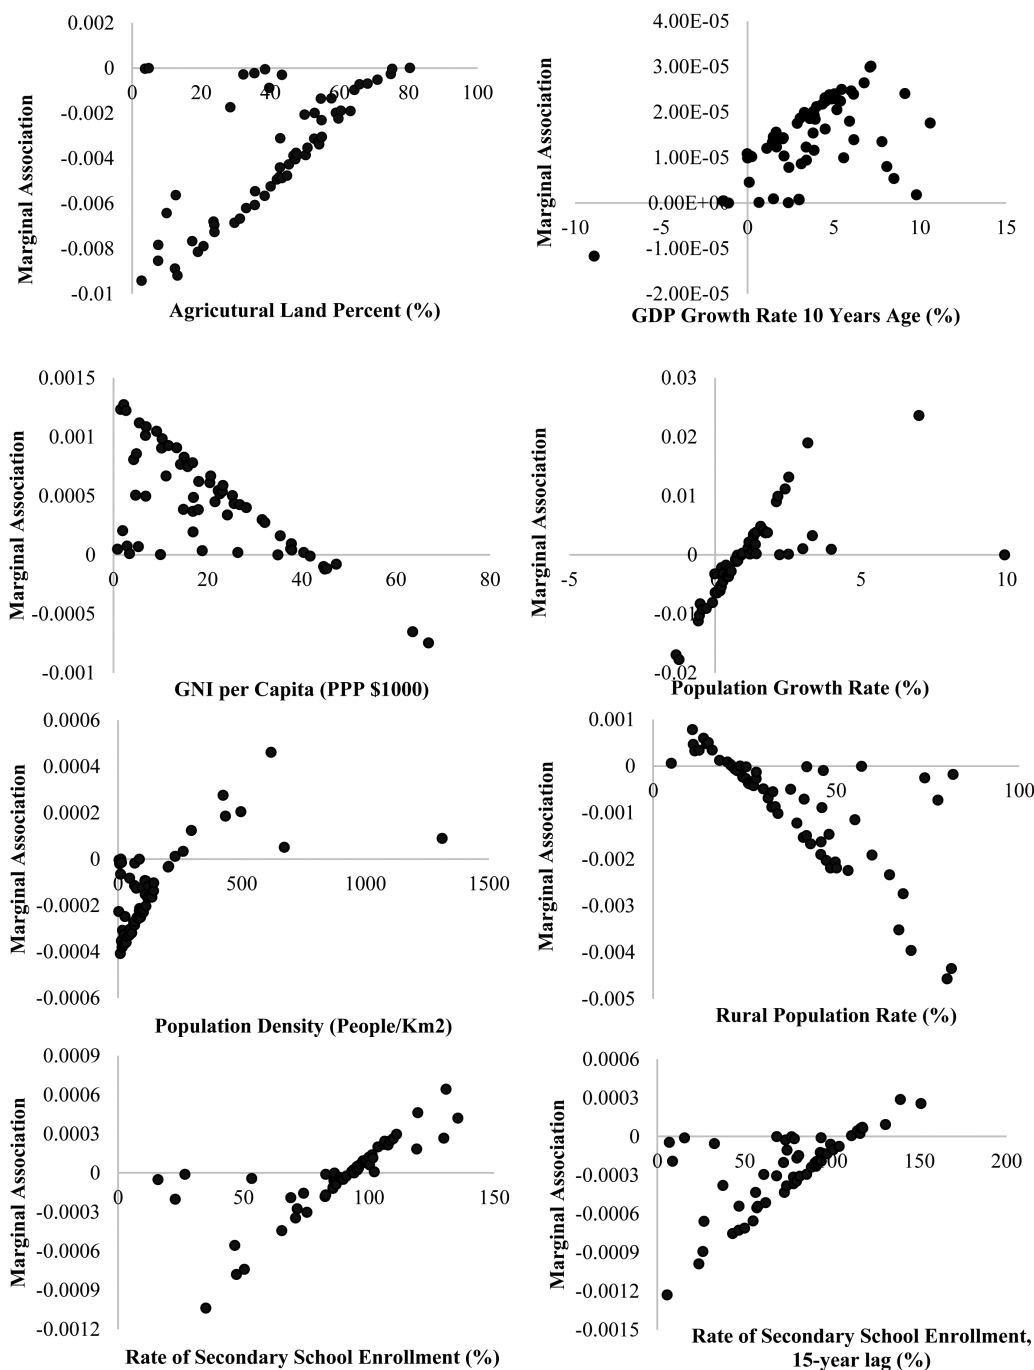 0.002
0
-0.002
-0.004
-0.006
-0.008
-0.01
0 20 40 60 80 100
Marginal Association
Agricutural Land Percent (%)
4.00E-05
3.00E-05
2.00E-05
1.00E-05
0.00E+00
-1.00E-05
-2.00E-05
-10 -5 0 5 10 15
Marginal Association
GDP Growth Rate 10 Years Age (%)
0.0015
0.001
0.0005
0
-0.0005
-0.001
0 20 40 60 80
Marginal Association
GNI per Capita (PPP $1000)
0.03
0.02
0.01
0
-0.01
-0.02
-5 0 5 10
Marginal Association
Population Growth Rate (%)
0.0006
0.0004
0.0002
0
-0.0002
-0.0004
-0.0006
0 500 1000 1500
Marginal Association
Population Density (People/Km2)
0.001
0
-0.001
-0.002
-0.003
-0.004
-0.005
0 50 100
Marginal Association
Rural Population Rate (%)
0.0009
0.0006
0.0003
0
-0.0003
-0.0006
-0.0009
-0.0012
0 50 100 150
Marginal Association
Rate of Secondary School Enrollment (%)
0.0006
0.0003
0
-0.0003
-0.0006
-0.0009
-0.0012
-0.0015
0 50 100 150 200
Marginal Association
Rate of Secondary School Enrollment,
15-year lag (%)